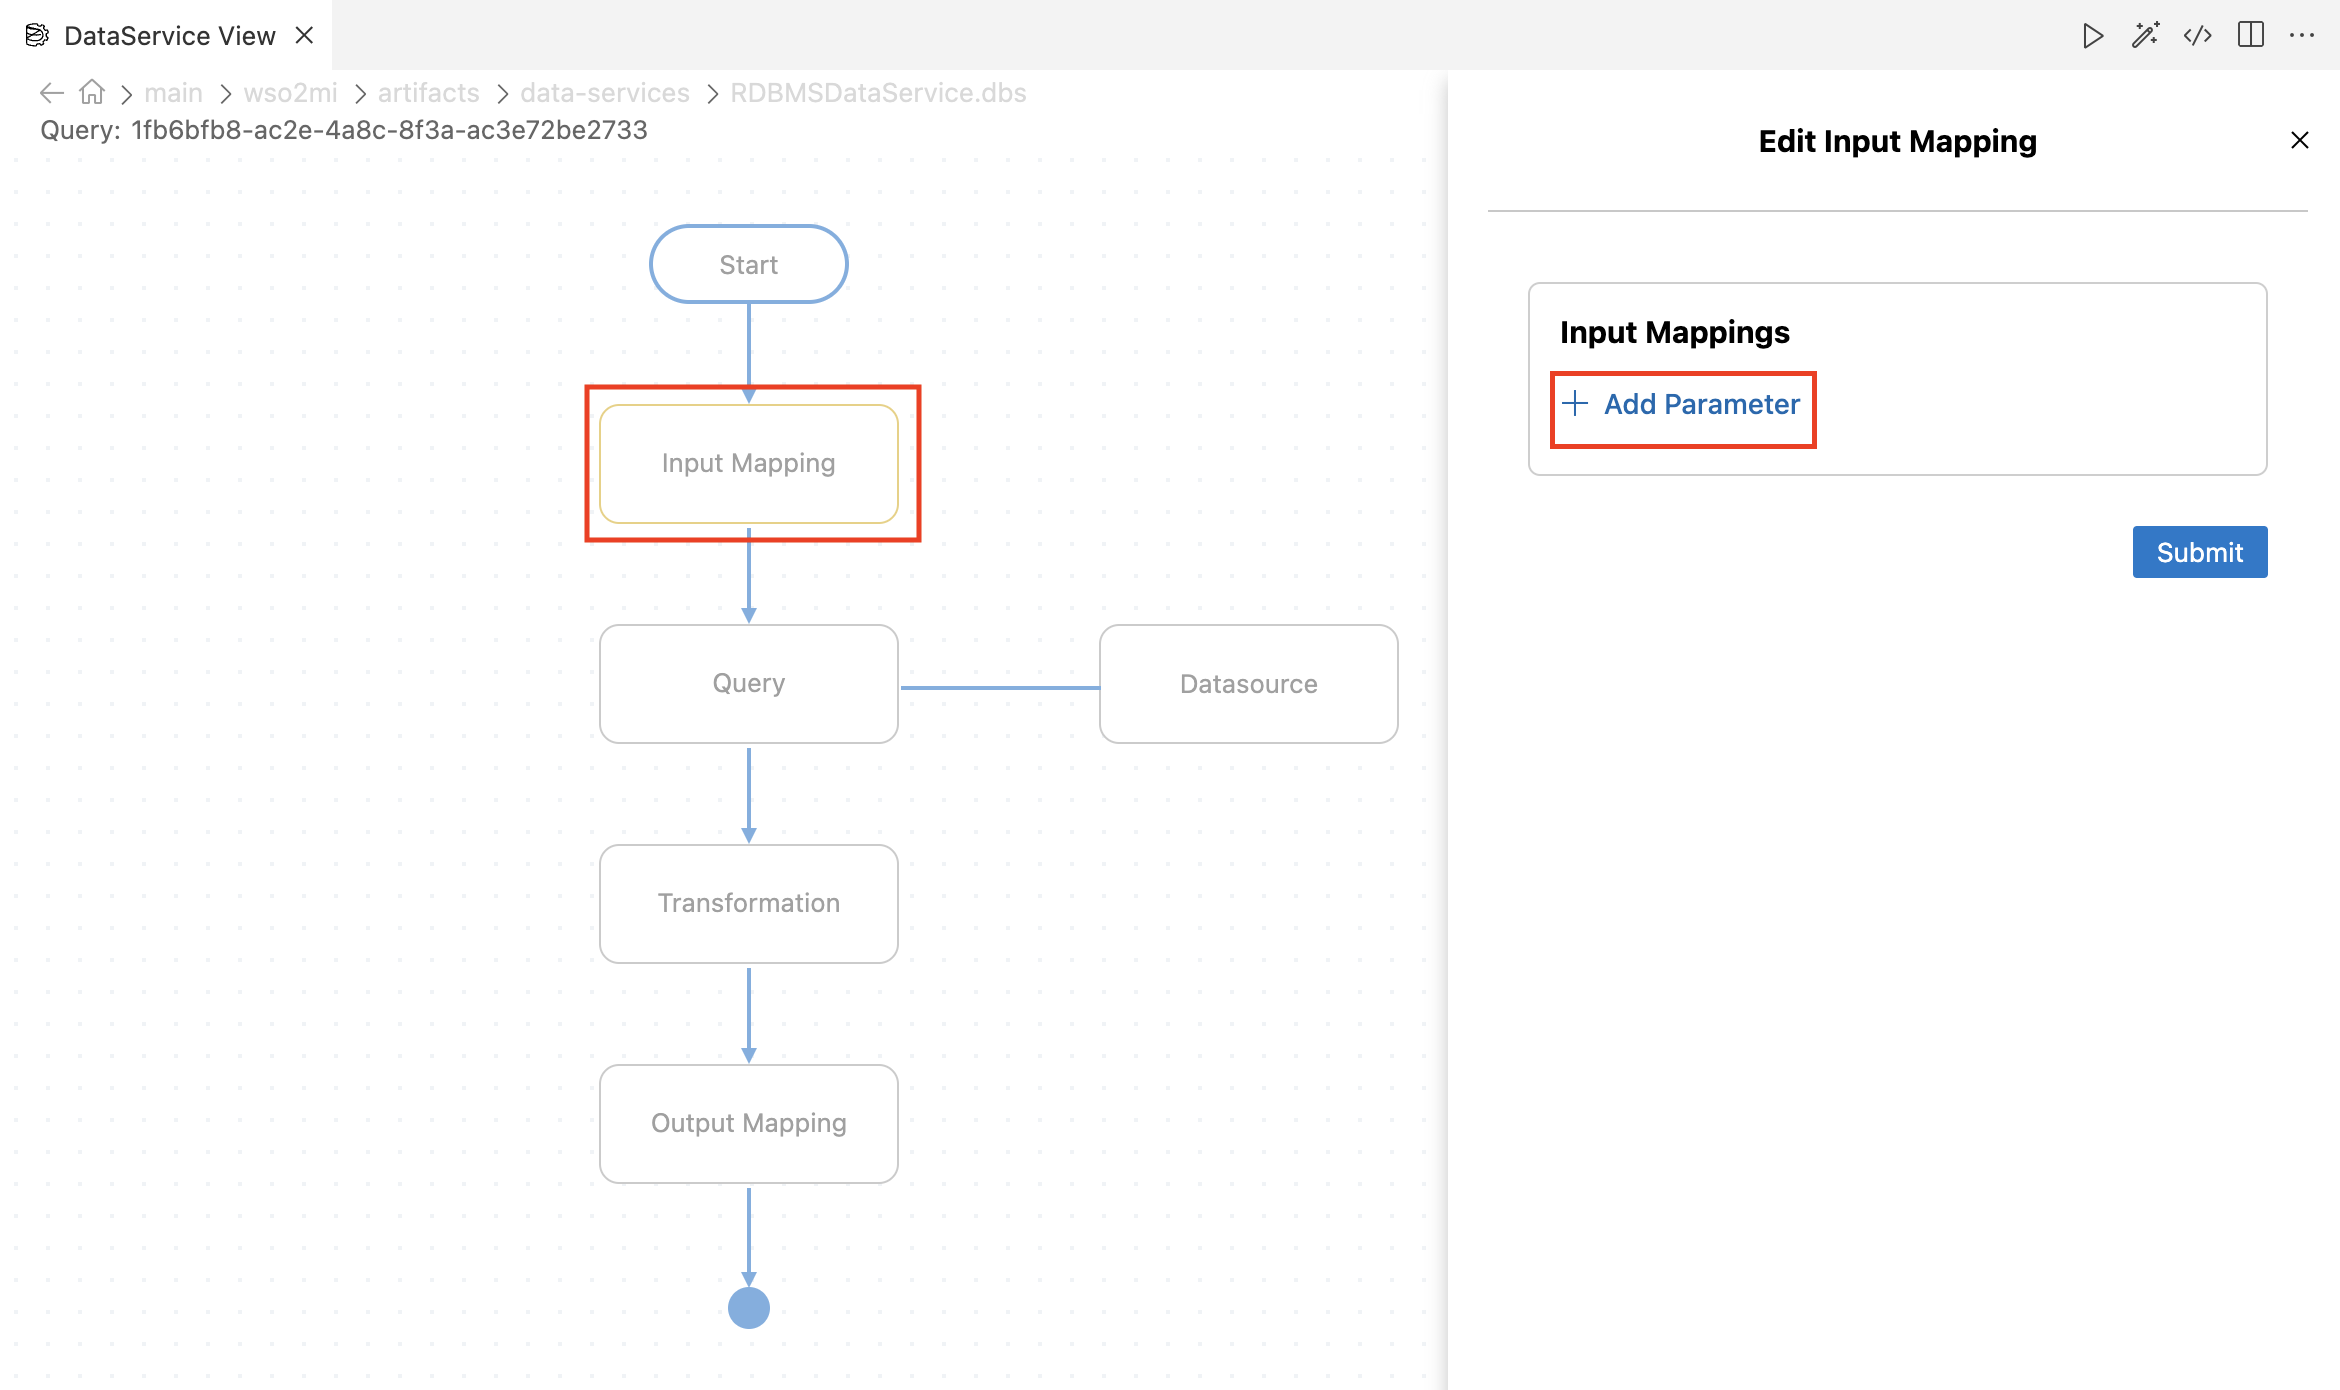 DataService View
main
wso2mi
artifacts
data-services
RDBMSDataService.dbs
Query: 1fb6bfb8-ac2e-4a8c-8f3a-ac3e72be2733
Start
Input Mapping
Query
Datasource
Transformation
Output Mapping
Edit Input Mapping
Input Mappings
Add Parameter
Submit